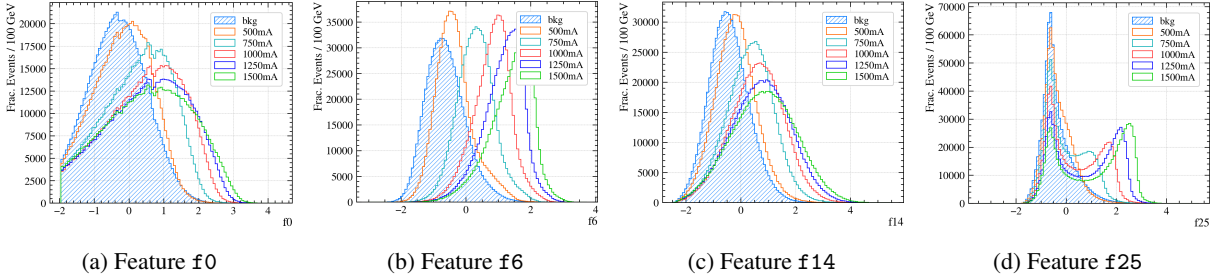 Frac. Events / 100 GeV
20000
17500
15000
12500
10000
7500
5000
2500
0
−2 −1 0 1 2 3 4
f0
bkg
500mA
750mA
1000mA
1250mA
1500mA
(a) Feature f0
Frac. Events / 100 GeV
35000
30000
25000
20000
15000
10000
5000
0
−2 0 2 4
f6
bkg
500mA
750mA
1000mA
1250mA
1500mA
(b) Feature f6
Frac. Events / 100 GeV
30000
25000
20000
15000
10000
5000
0
−2 0 2 4
f14
bkg
500mA
750mA
1000mA
1250mA
1500mA
(c) Feature f14
Frac. Events / 100 GeV
70000
60000
50000
40000
30000
20000
10000
0
−2 0 2 4
f25
bkg
500mA
750mA
1000mA
1250mA
1500mA
(d) Feature f25